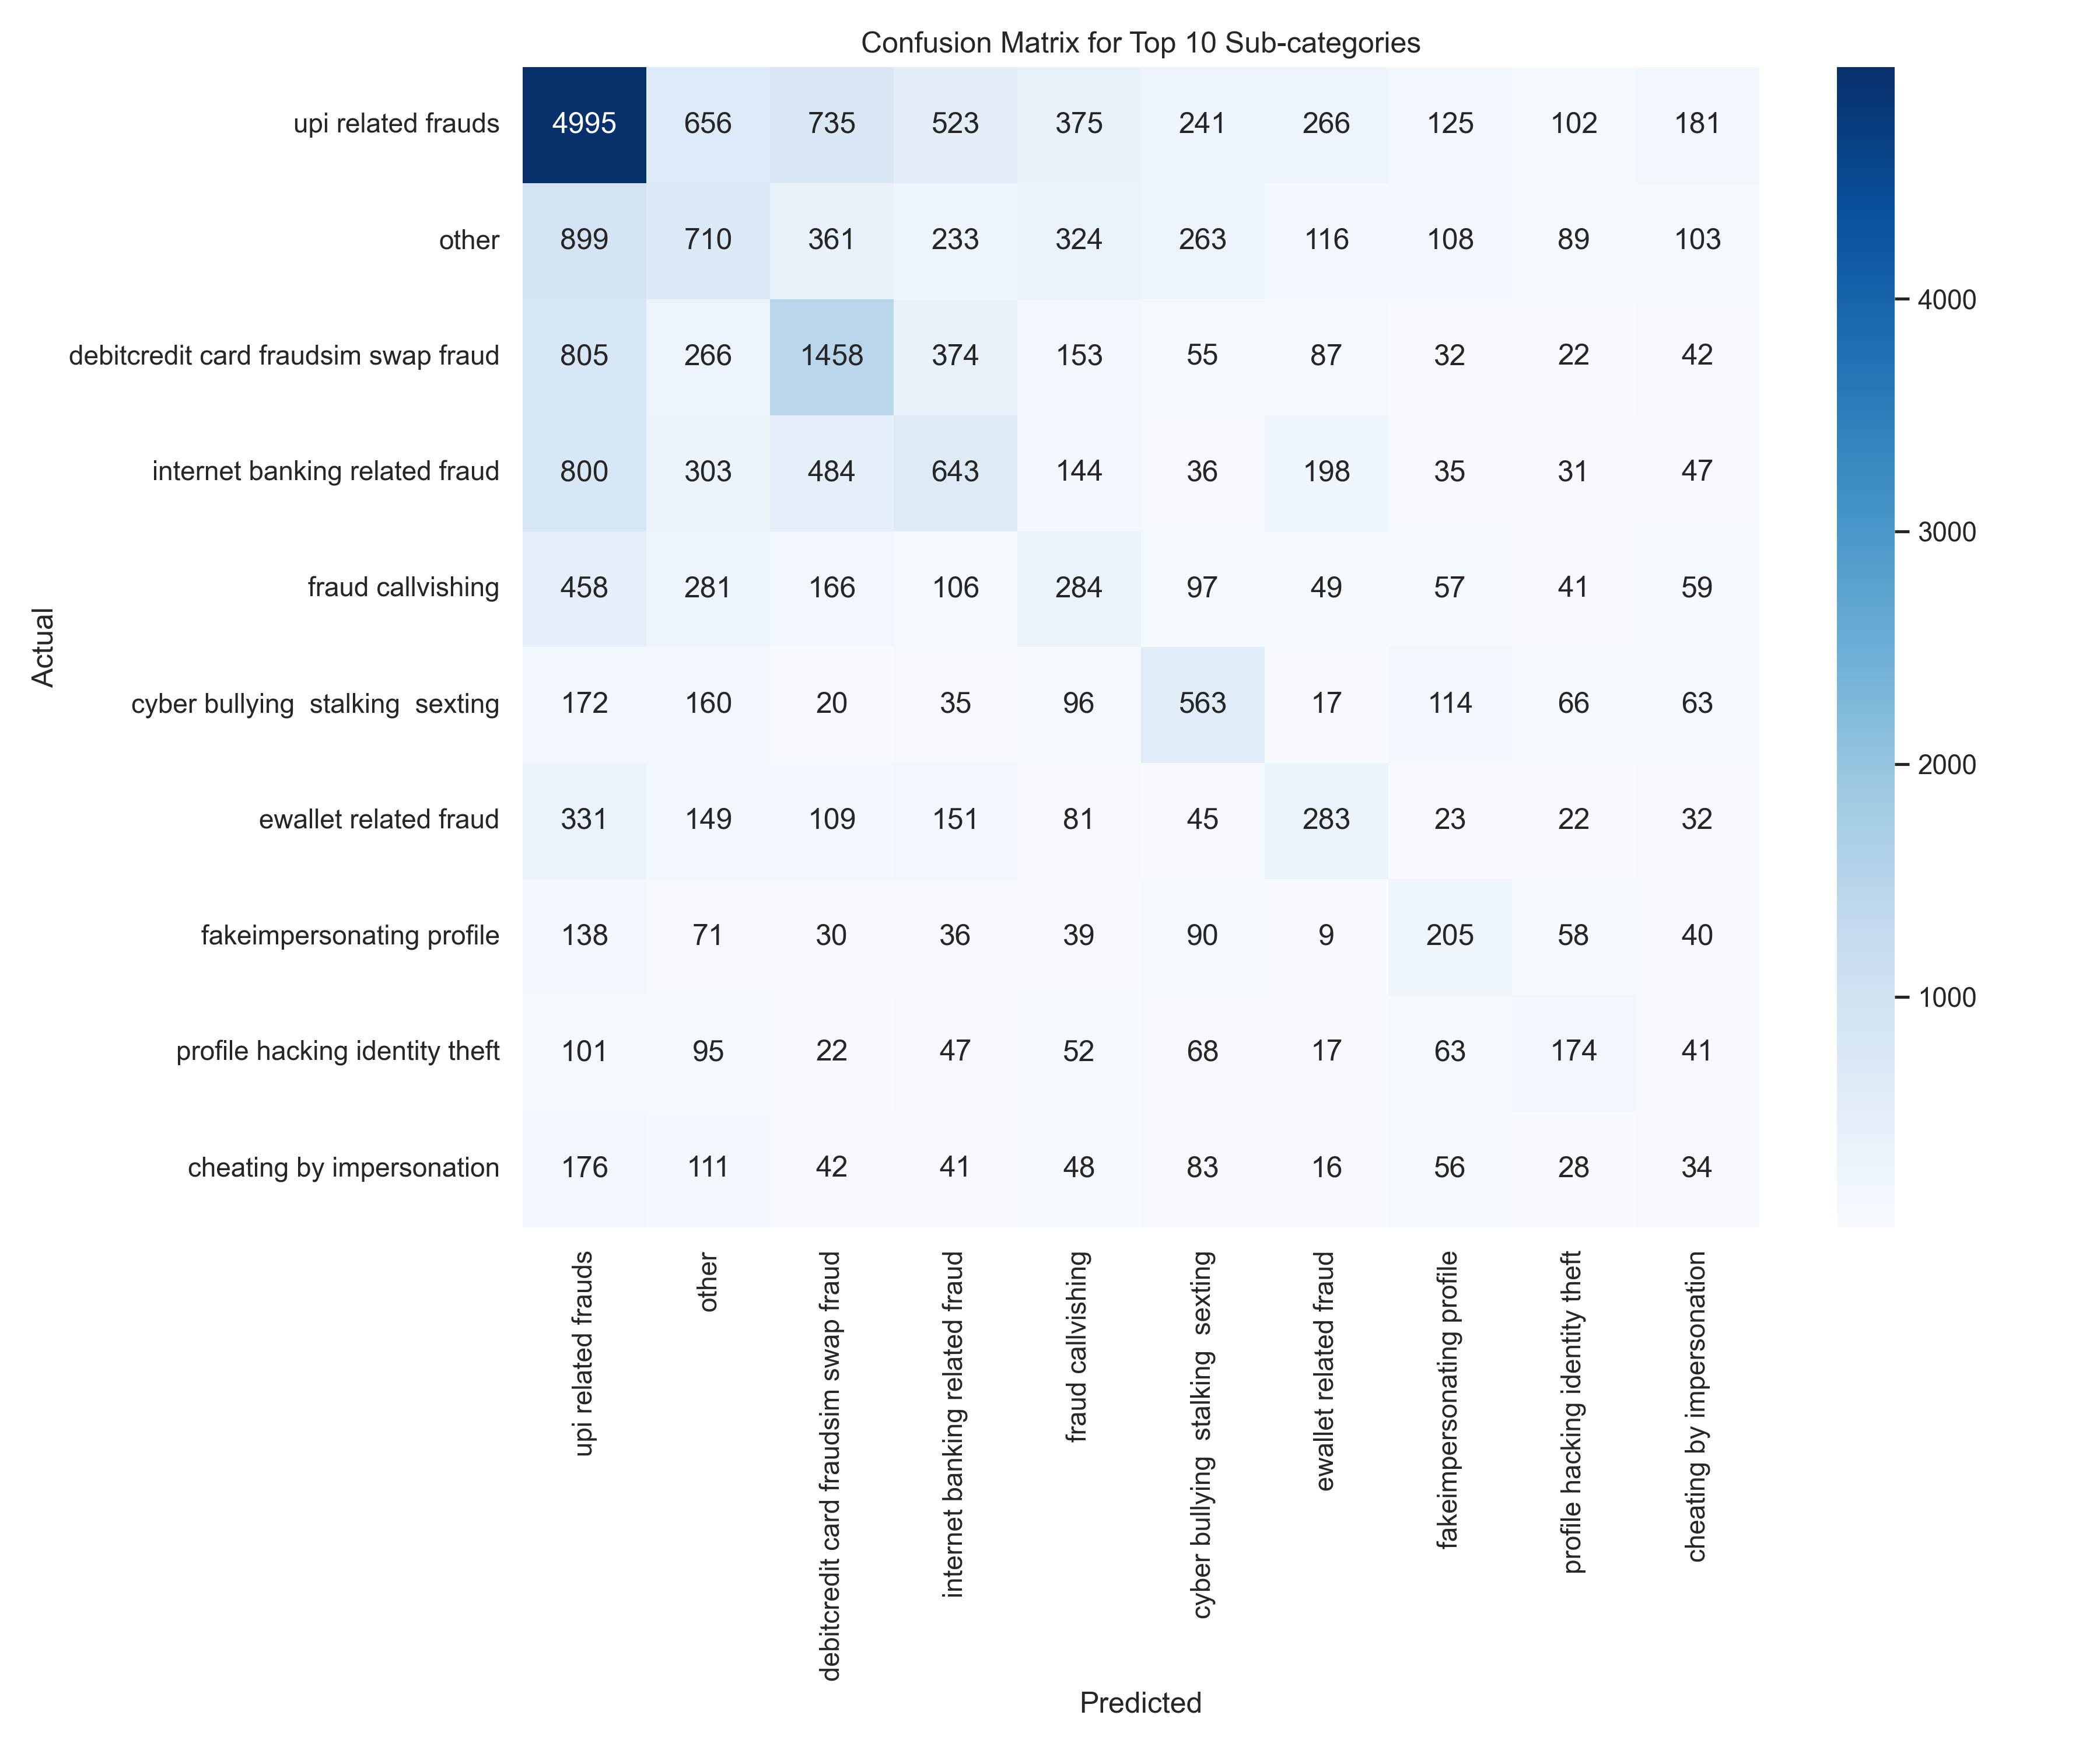 Confusion Matrix for Top 10 Sub-categories
Actual
upi related frauds 4995 656 735 523 375 241 266 125 102 181
other 899 710 361 233 324 263 116 108 89 103
debitcredit card fraudsim swap fraud 805 266 1458 374 153 55 87 32 22 42
internet banking related fraud 800 303 484 643 144 36 198 35 31 47
fraud callvishing 458 281 166 106 284 97 49 57 41 59
cyber bullying  stalking  sexting 172 160 20 35 96 563 17 114 66 63
ewallet related fraud 331 149 109 151 81 45 283 23 22 32
fakeimpersonating profile 138 71 30 36 39 90 9 205 58 40
profile hacking identity theft 101 95 22 47 52 68 17 63 174 41
cheating by impersonation 176 111 42 41 48 83 16 56 28 34
upi related frauds
other
debitcredit card fraudsim swap fraud
internet banking related fraud
fraud callvishing
cyber bullying  stalking  sexting
ewallet related fraud
fakeimpersonating profile
profile hacking identity theft
cheating by impersonation
Predicted
4000
3000
2000
1000